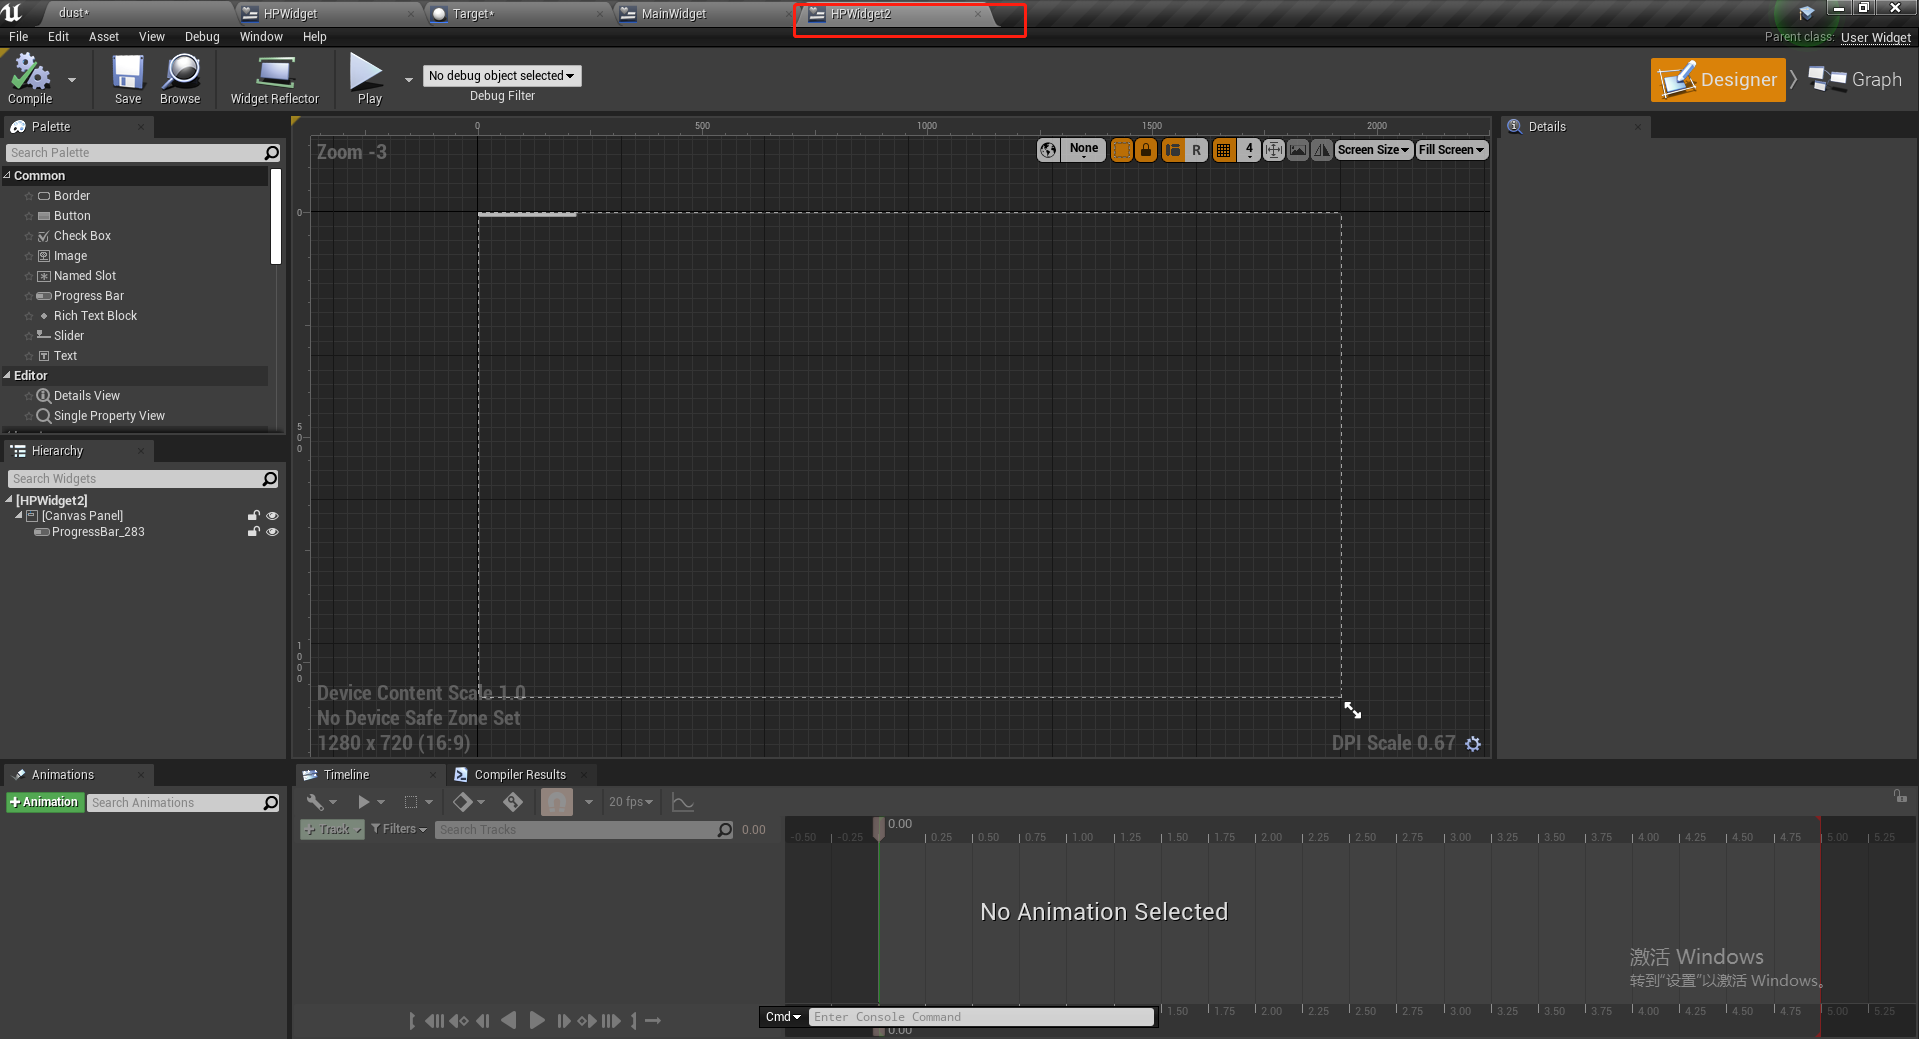 dust*
HPWidget
Target*
MainWidget
HPWidget2
File Edit Asset View Debug Window Help
Parent class: User Widget
Compile
Save
Browse
Widget Reflector
Play
No debug object selected
Debug Filter
Designer
Graph
Palette
Search Palette
Common
Border
Button
Check Box
Image
Named Slot
Progress Bar
Rich Text Block
Slider
Text
Editor
Details View
Single Property View
Hierarchy
Search Widgets
[HPWidget2]
[Canvas Panel]
ProgressBar_283
0 500 1000 1500 2000
Zoom -3
None
R
4
Screen Size
Fill Screen
0
500
1000
Device Content Scale 1.0
No Device Safe Zone Set
1280 x 720 (16:9)
DPI Scale 0.67
Details
Animations
+Animation
Search Animations
Timeline
Compiler Results
20 fps
+ Track
Filters
Search Tracks
0.00
0.00
-0.50 -0.25 0.25 0.50 0.75 1.00 1.25 1.50 1.75 2.00 2.25 2.50 2.75 3.00 3.25 3.50 3.75 4.00 4.25 4.50 4.75 5.00 5.25
No Animation Selected
激活 Windows
转到“设置”以激活 Windows。
Cmd
Enter Console Command
1.50 1.75 2.00 2.25 2.50 2.75 3.00 3.25 3.50 3.75 4.00 4.25 4.50 4.75 5.00 5.25
0.00